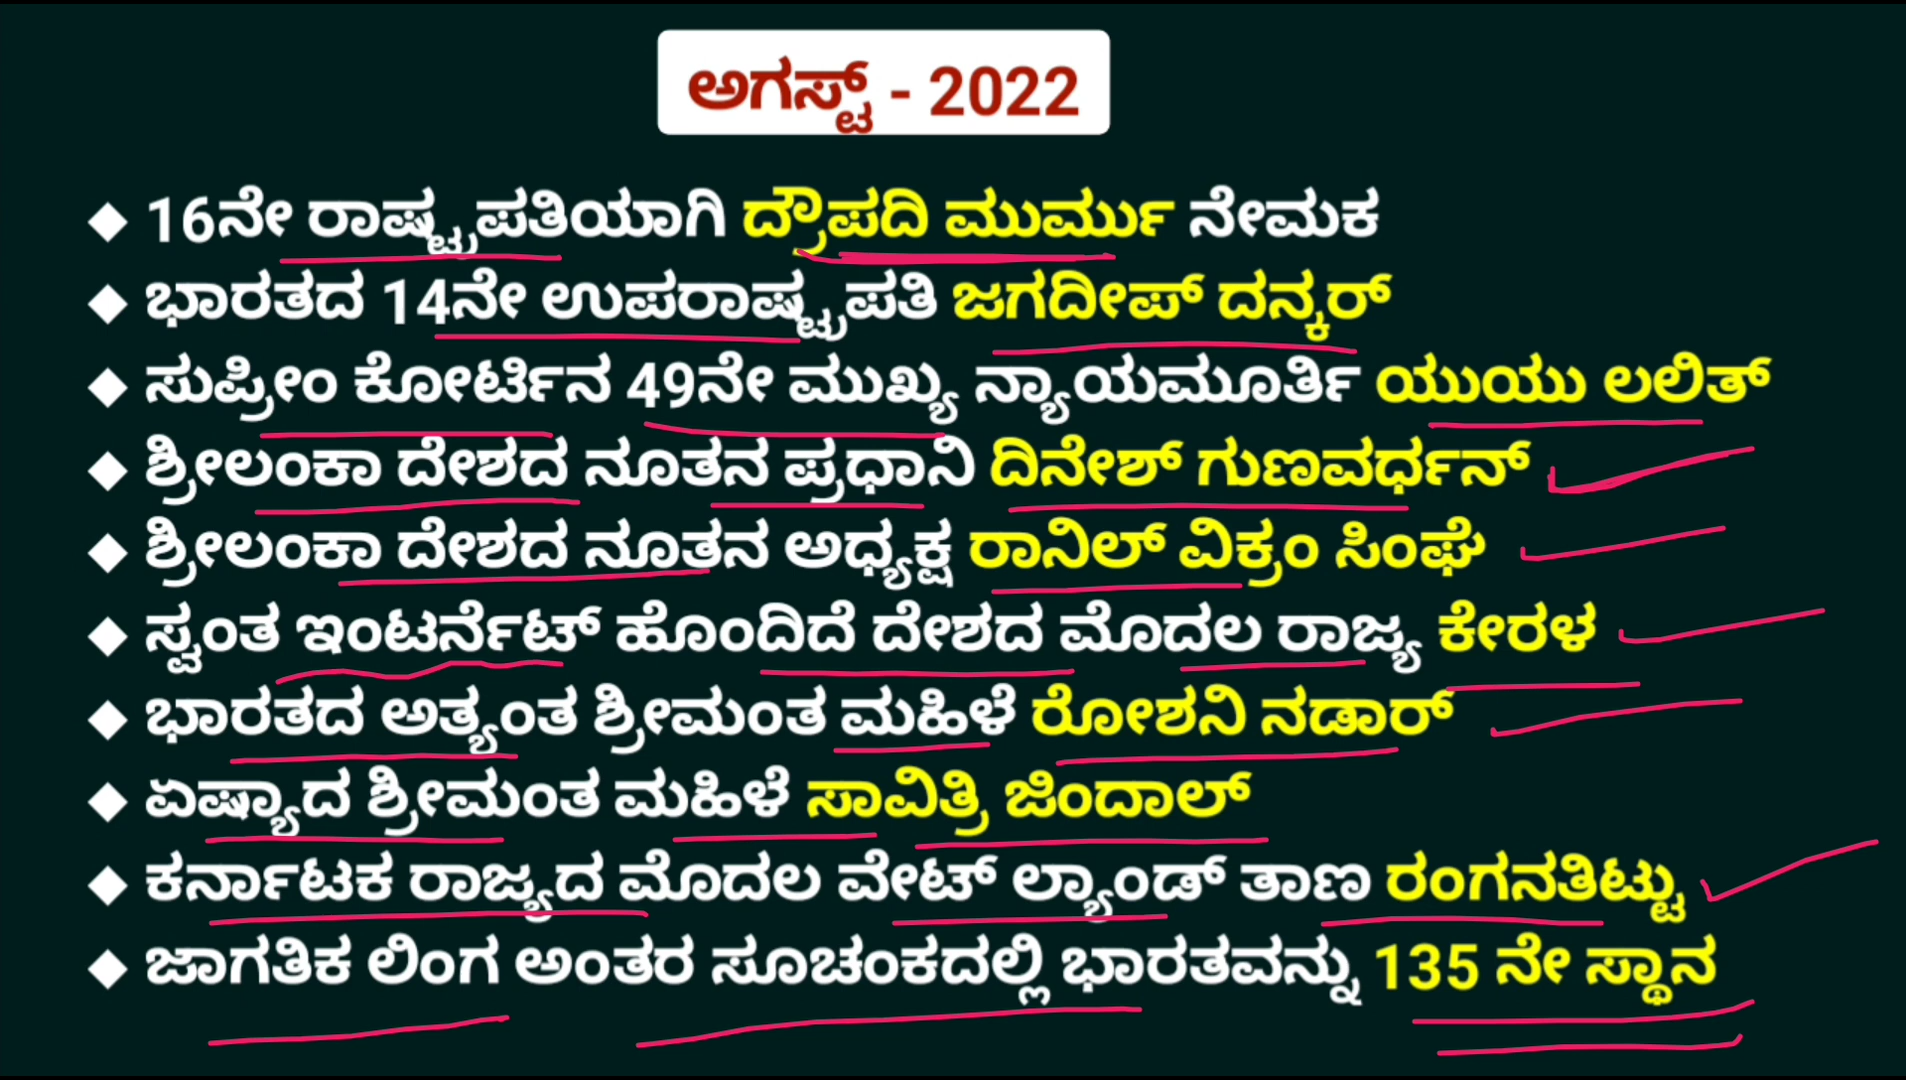 ಅಗಸ್ಟ್ - 2022
◆ 16ನೇ ರಾಷ್ಟ್ರಪತಿಯಾಗಿ ದ್ರೌಪದಿ ಮುರ್ಮು ನೇಮಕ
◆ ಭಾರತದ 14ನೇ ಉಪರಾಷ್ಟ್ರಪತಿ ಜಗದೀಪ್ ದನ್ಕರ್
◆ ಸುಪ್ರೀಂ ಕೋರ್ಟಿನ 49ನೇ ಮುಖ್ಯ ನ್ಯಾಯಮೂರ್ತಿ ಯುಯು ಲಲಿತ್
◆ ಶ್ರೀಲಂಕಾ ದೇಶದ ನೂತನ ಪ್ರಧಾನಿ ದಿನೇಶ್ ಗುಣವರ್ಧನ್
◆ ಶ್ರೀಲಂಕಾ ದೇಶದ ನೂತನ ಅಧ್ಯಕ್ಷ ರಾನಿಲ್ ವಿಕ್ರಂ ಸಿಂಘೆ
◆ ಸ್ವಂತ ಇಂಟರ್ನೆಟ್ ಹೊಂದಿದೆ ದೇಶದ ಮೊದಲ ರಾಜ್ಯ ಕೇರಳ
◆ ಭಾರತದ ಅತ್ಯಂತ ಶ್ರೀಮಂತ ಮಹಿಳೆ ರೋಶನಿ ನಡಾರ್
◆ ಏಷ್ಯಾದ ಶ್ರೀಮಂತ ಮಹಿಳೆ ಸಾವಿತ್ರಿ ಜಿಂದಾಲ್
◆ ಕರ್ನಾಟಕ ರಾಜ್ಯದ ಮೊದಲ ವೇಟ್ ಲ್ಯಾಂಡ್ ತಾಣ ರಂಗನತಿಟ್ಟು
◆ ಜಾಗತಿಕ ಲಿಂಗ ಅಂತರ ಸೂಚಂಕದಲ್ಲಿ ಭಾರತವನ್ನು 135 ನೇ ಸ್ಥಾನ